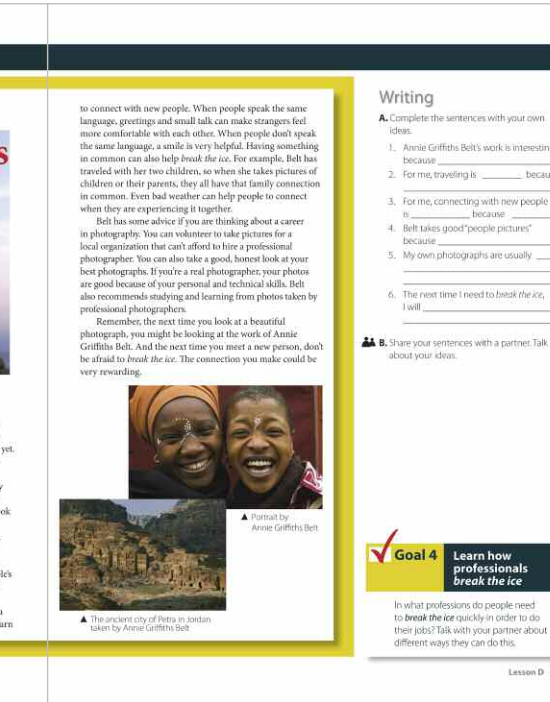 s
yet.
y
ok
le's
a
arn
to connect with new people. When people speak the same
language, greetings and small talk can make strangers feel
more comfortable with each other. When people don't speak
the same language, a smile is very helpful. Having something
in common can also help break the ice. For example, Belt has
traveled with her two children, so when she takes pictures of
children or their parents, they all have that family connection
in common. Even bad weather can help people to connect
when they are experiencing it together.
Belt has some advice if you are thinking about a career
in photography. You can volunteer to take pictures for a
local organization that can't afford to hire a professional
photographer. You can also take a good, honest look at your
best photographs. If you're a real photographer, your photos
are good because of your personal and technical skills. Belt
also recommends studying and learning from photos taken by
professional photographers.
Remember, the next time you look at a beautiful
photograph, you might be looking at the work of Annie
Griffiths Belt. And the next time you meet a new person, don't
be afraid to break the ice. The connection you make could be
very rewarding.
▲ Portrait by
Annie Griffiths Belt
▲ The ancient city of Petra in Jordan
taken by Annie Griffiths Belt
Writing
A. Complete the sentences with your own
ideas.
1. Annie Griffiths Belt's work is interestin
because
2. For me, traveling is ________ becau
3. For me, connecting with new people
is ________ because
4. Belt takes good "people pictures"
because
5. My own photographs are usually
6. The next time I need to break the ice,
I will
B. Share your sentences with a partner. Talk
about your ideas.
Goal 4
Learn how
professionals
break the ice
In what professions do people need
to break the ice quickly in order to do
their jobs? Talk with your partner about
different ways they can do this.
Lesson D